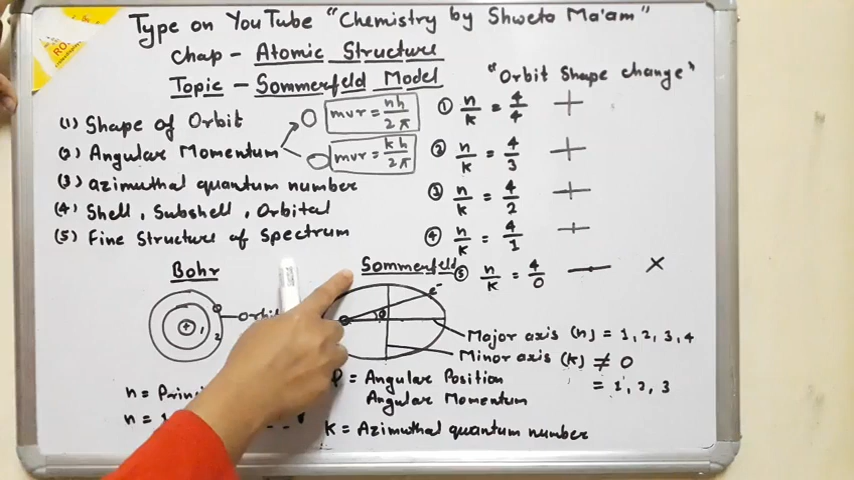 Type on YouTube "Chemistry by Shweta Ma'am"
Chap - Atomic Structure
Topic - Sommerfeld Model
"Orbit Shape change"
(1) Shape of Orbit
(2) Angular Momentum
mvr = nh/2π
mvr = kh/2π
(3) azimuthal quantum number
(4) Shell, Subshell, Orbital
(5) Fine Structure of Spectrum
① n/k = 4/4
② n/k = 4/3
③ n/k = 4/2
④ n/k = 4/1
⑤ n/k = 4/0 ×
Bohr
+ 1 2
Sommerfeld
e-
Major axis (n) = 1, 2, 3, 4
Minor axis (k) ≠ 0
= 1, 2, 3
= Angular Position
Angular Momentum
k = Azimuthal quantum number
n =
n =